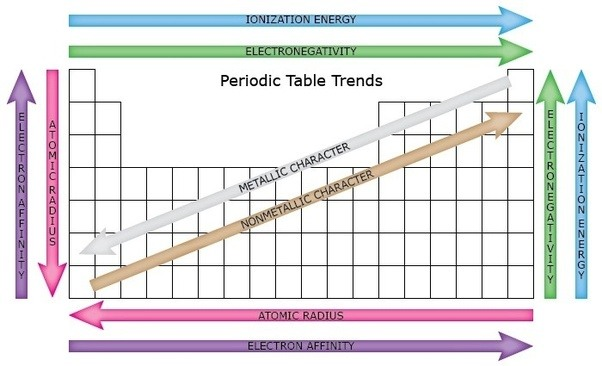 IONIZATION ENERGY
ELECTRONEGATIVITY
Periodic Table Trends
ELECTRON AFFINITY
ATOMIC RADIUS
METALLIC CHARACTER
NONMETALLIC CHARACTER
ELECTRONEGATIVITY
IONIZATION ENERGY
ATOMIC RADIUS
ELECTRON AFFINITY